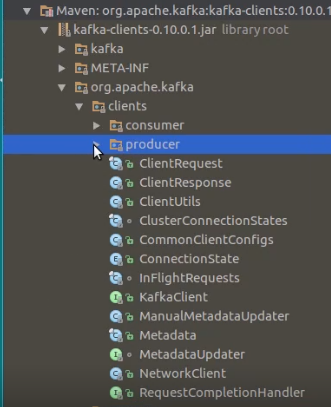 Maven: org.apache.kafka:kafka-clients:0.10.0.1
kafka-clients-0.10.0.1.jar library root
kafka
META-INF
org.apache.kafka
clients
consumer
producer
ClientRequest
ClientResponse
ClientUtils
ClusterConnectionStates
CommonClientConfigs
ConnectionState
InFlightRequests
KafkaClient
ManualMetadataUpdater
Metadata
MetadataUpdater
NetworkClient
RequestCompletionHandler